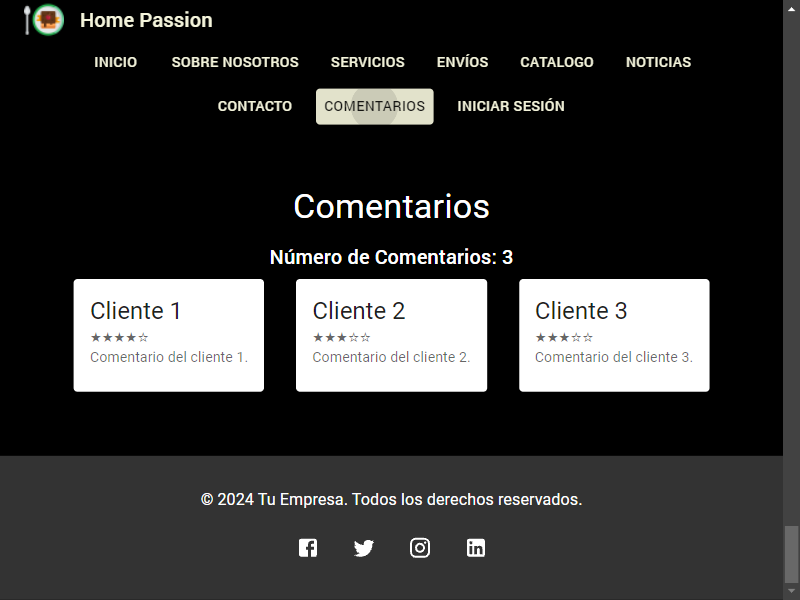 Home Passion
INICIO SOBRE NOSOTROS SERVICIOS ENVÍOS CATALOGO NOTICIAS
CONTACTO COMENTARIOS INICIAR SESIÓN
Comentarios
Número de Comentarios: 3
Cliente 1
★★★★☆
Comentario del cliente 1.
Cliente 2
★★★☆☆
Comentario del cliente 2.
Cliente 3
★★★☆☆
Comentario del cliente 3.
© 2024 Tu Empresa. Todos los derechos reservados.